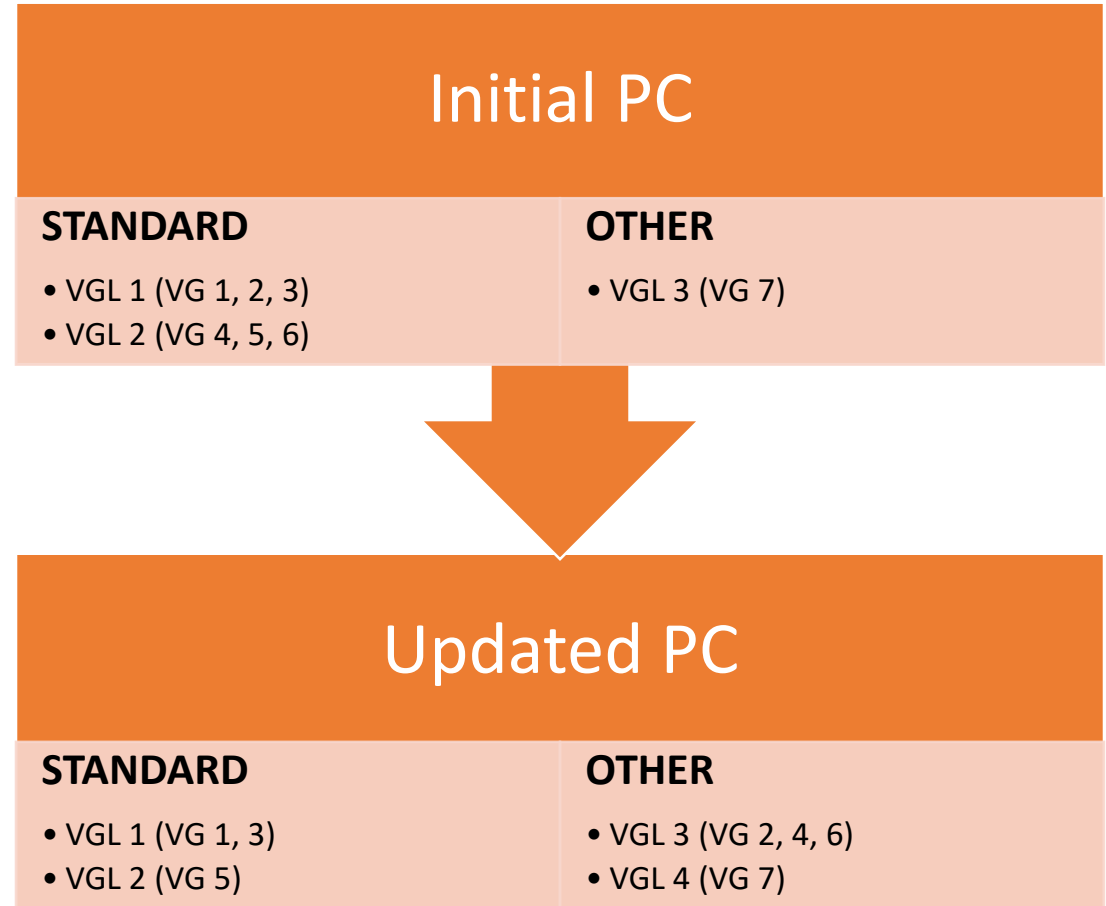 Initial PC
STANDARD
• VGL 1 (VG 1, 2, 3)
• VGL 2 (VG 4, 5, 6)
OTHER
• VGL 3 (VG 7)
Updated PC
STANDARD
• VGL 1 (VG 1, 3)
• VGL 2 (VG 5)
OTHER
• VGL 3 (VG 2, 4, 6)
• VGL 4 (VG 7)